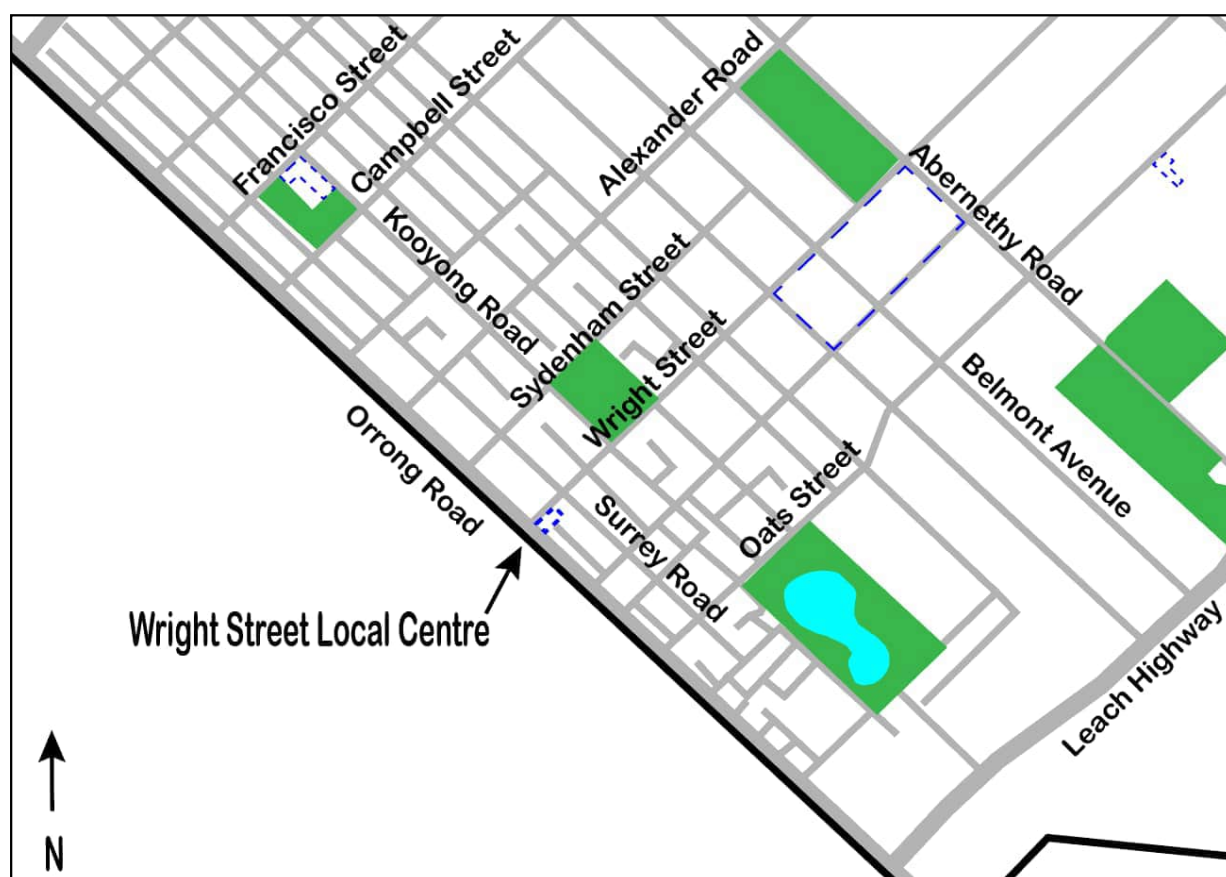 Francisco Street
Campbell Street
Alexander Road
Abernethy Road
Kooyong Road
Sydenham Street
Wright Street
Belmont Avenue
Orrong Road
Oats Street
Surrey Road
Wright Street Local Centre
Leach Highway
N